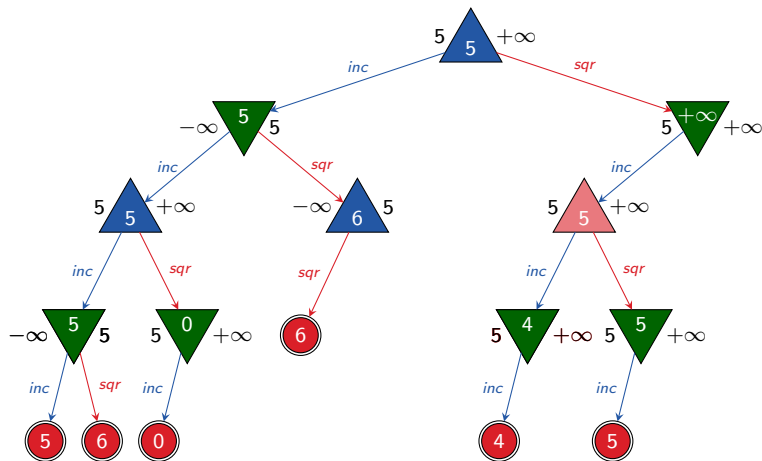 5 5 +∞
inc sqr
−∞ 5 5 5 +∞ +∞
inc sqr inc
5 5 +∞ −∞ 6 5 5 5 +∞
inc sqr sqr inc sqr
−∞ 5 5 5 0 +∞ 6 5 4 +∞ 5 5 +∞
inc sqr inc inc inc
5 6 0 4 5